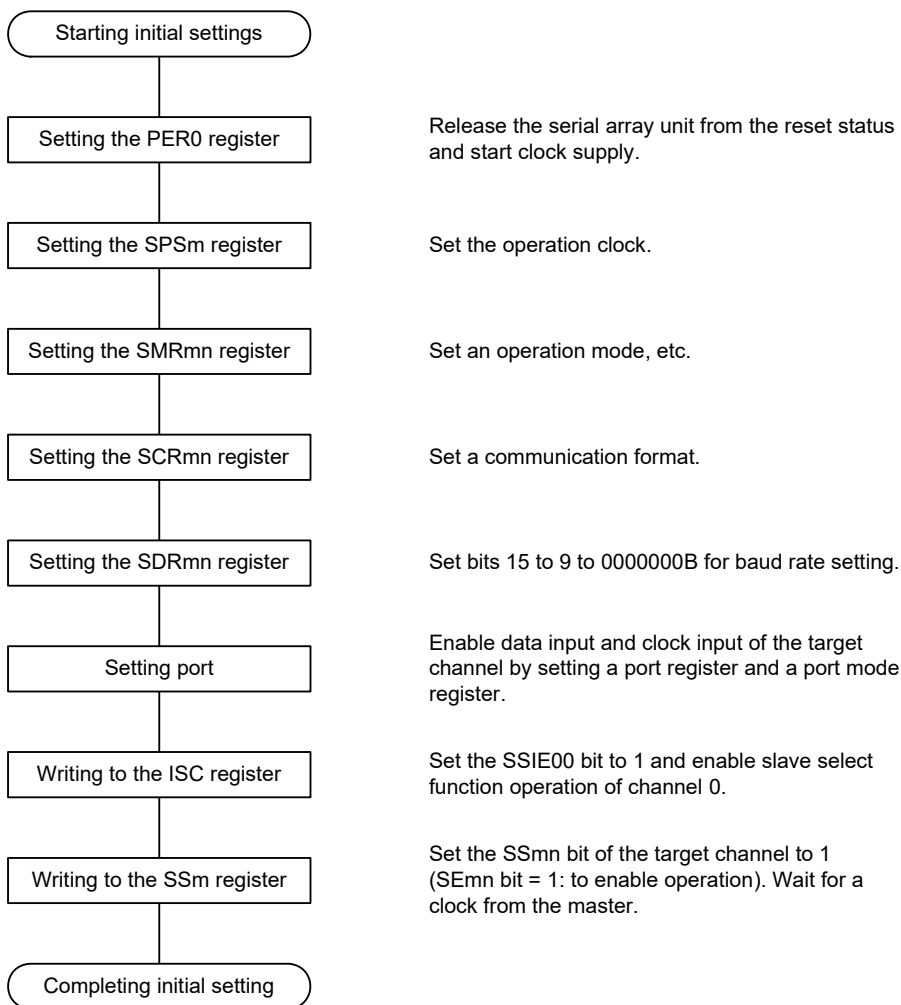 Starting initial settings
Setting the PER0 register
Release the serial array unit from the reset status
and start clock supply.
Setting the SPSm register
Set the operation clock.
Setting the SMRmn register
Set an operation mode, etc.
Setting the SCRmn register
Set a communication format.
Setting the SDRmn register
Set bits 15 to 9 to 0000000B for baud rate setting.
Setting port
Enable data input and clock input of the target
channel by setting a port register and a port mode
register.
Writing to the ISC register
Set the SSIE00 bit to 1 and enable slave select
function operation of channel 0.
Writing to the SSm register
Set the SSmn bit of the target channel to 1
(SEmn bit = 1: to enable operation). Wait for a
clock from the master.
Completing initial setting